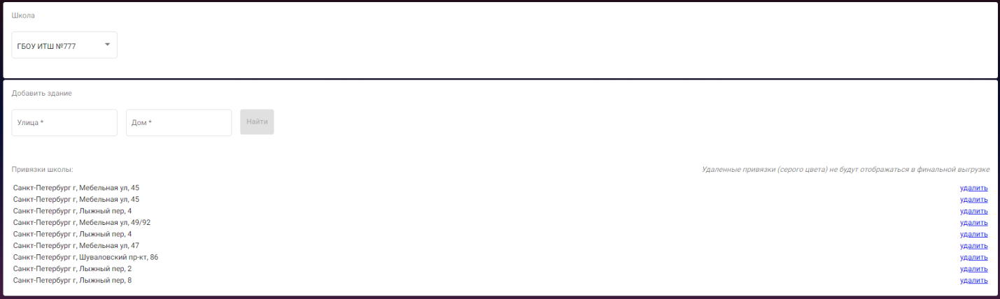 Школа
ГБОУ ИТШ №777
Добавить здание
Улица *
Дом *
Найти
Привязки школы:
Удаленные привязки (серого цвета) не будут отображаться в финальной выгрузке
Санкт-Петербург г, Мебельная ул, 45 удалить
Санкт-Петербург г, Мебельная ул, 45 удалить
Санкт-Петербург г, Лыжный пер, 4 удалить
Санкт-Петербург г, Мебельная ул, 49/92 удалить
Санкт-Петербург г, Лыжный пер, 4 удалить
Санкт-Петербург г, Мебельная ул, 47 удалить
Санкт-Петербург г, Шуваловский пр-кт, 86 удалить
Санкт-Петербург г, Лыжный пер, 2 удалить
Санкт-Петербург г, Лыжный пер, 8 удалить